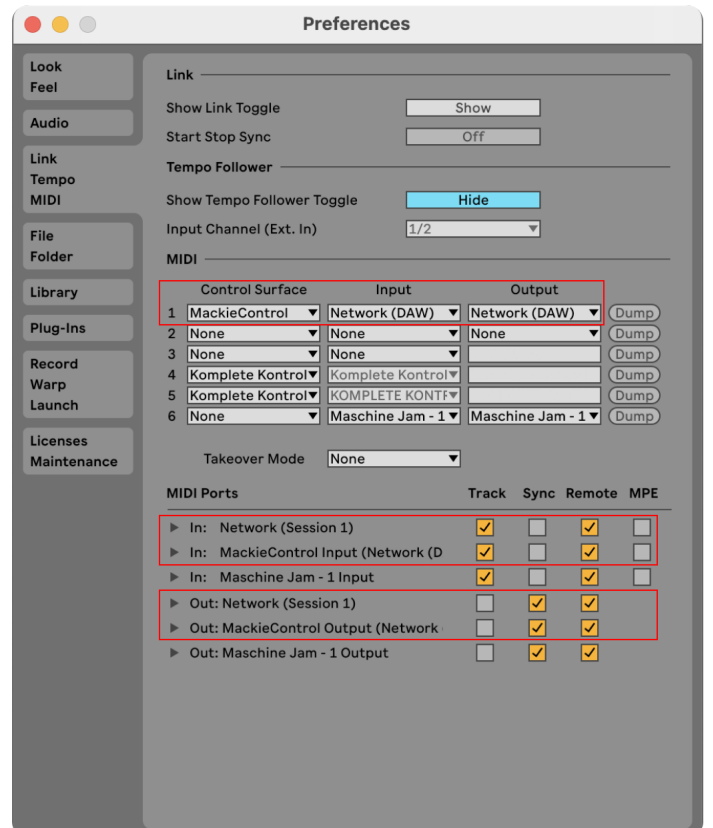 Preferences
Look
Feel
Audio
Link
Tempo
MIDI
File
Folder
Library
Plug-Ins
Record
Warp
Launch
Licenses
Maintenance
Link
Show Link Toggle Show
Start Stop Sync Off
Tempo Follower
Show Tempo Follower Toggle Hide
Input Channel (Ext. In) 1/2
MIDI
Control Surface Input Output
1 MackieControl Network (DAW) Network (DAW) Dump
2 None None None Dump
3 None None Dump
4 Komplete Kontrol Komplete Kontrol Dump
5 Komplete Kontrol KOMPLETE KONTF Dump
6 None Maschine Jam - 1 Maschine Jam - 1 Dump
Takeover Mode None
MIDI Ports Track Sync Remote MPE
In: Network (Session 1)
In: MackieControl Input (Network (D
In: Maschine Jam - 1 Input
Out: Network (Session 1)
Out: MackieControl Output (Network
Out: Maschine Jam - 1 Output